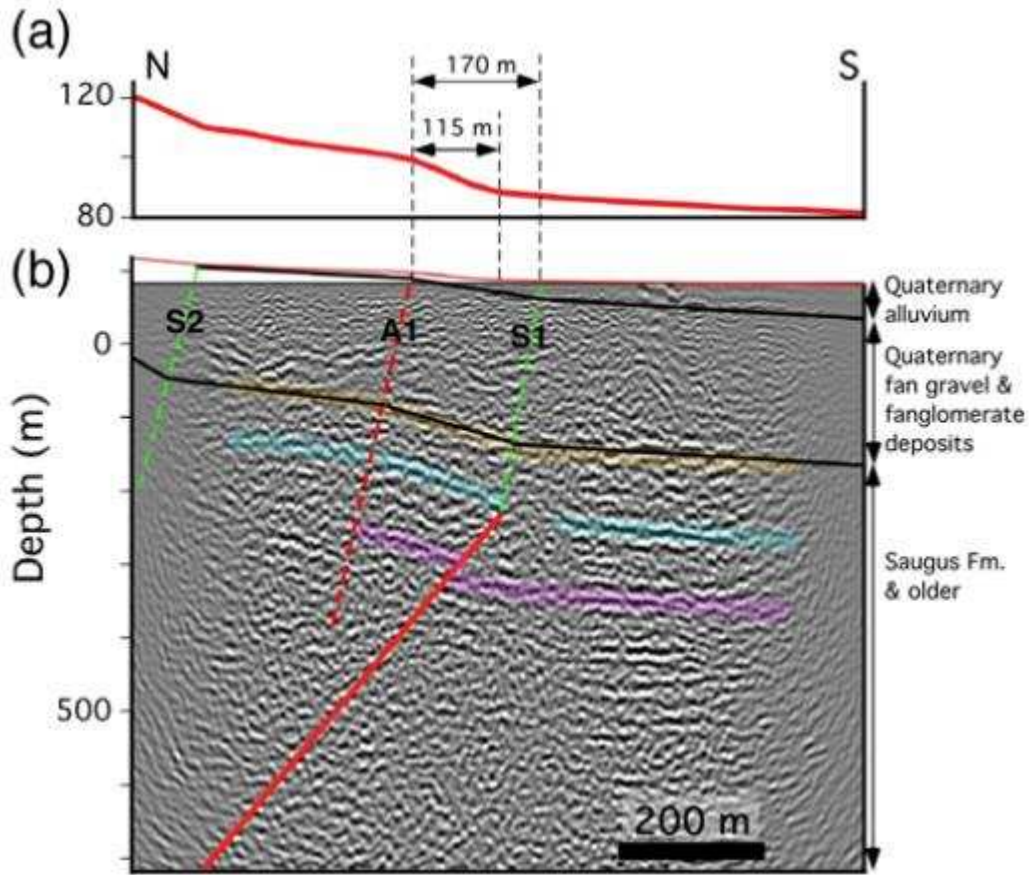 (a)
N
S
170 m
115 m
120
80
(b)
S2
A1
S1
0
500
Depth (m)
200 m
Quaternary
alluvium
Quaternary
fan gravel &
fanglomerate
deposits
Saugus Fm.
& older